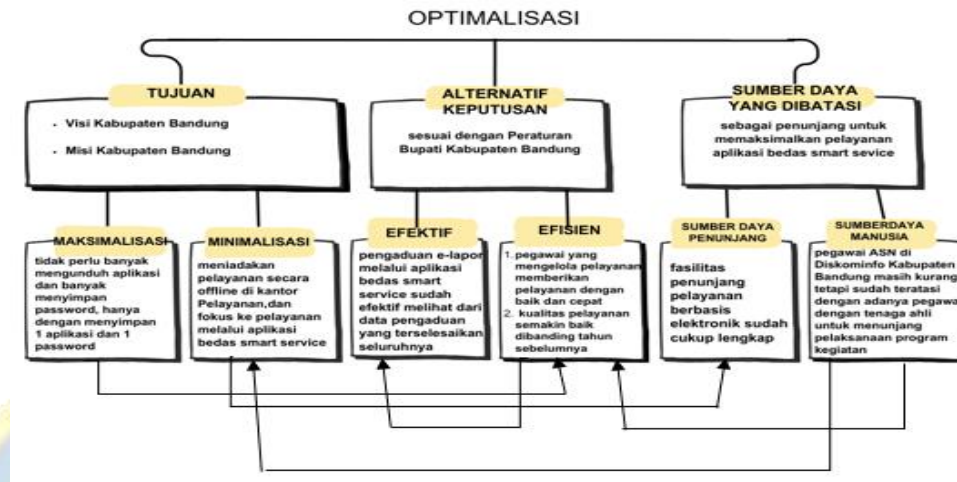 OPTIMALISASI
TUJUAN
• Visi Kabupaten Bandung
• Misi Kabupaten Bandung
ALTERNATIF
KEPUTUSAN
sesuai dengan Peraturan
Bupati Kabupaten Bandung
SUMBER DAYA
YANG DIBATASI
sebagai penunjang untuk
memaksimalkan pelayanan
aplikasi bedas smart sevice
MAKSIMALISASI
tidak perlu banyak
mengunduh aplikasi
dan banyak
menyimpan
password, hanya
dengan menyimpan
1 aplikasi dan 1
password
MINIMALISASI
meniadakan
pelayanan secara
offline di kantor
Pelayanan,dan
fokus ke pelayanan
melalui aplikasi
bedas smart service
EFEKTIF
pengaduan e-lapor
melalui aplikasi
bedas smart
service sudah
efektif melihat dari
data pengaduan
yang terselesaikan
seluruhnya
EFISIEN
1. pegawai yang
mengelola pelayanan
memberikan
pelayanan dengan
baik dan cepat
2. kualitas pelayanan
semakin baik
dibanding tahun
sebelumnya
SUMBER DAYA
PENUNJANG
fasilitas
penunjang
pelayanan
berbasis
elektronik sudah
cukup lengkap
SUMBERDAYA
MANUSIA
pegawai ASN di
Diskominfo Kabupaten
Bandung masih kurang
tetapi sudah teratasi
dengan adanya pegawa
dengan tenaga ahli
untuk menunjang
pelaksanaan program
kegiatan